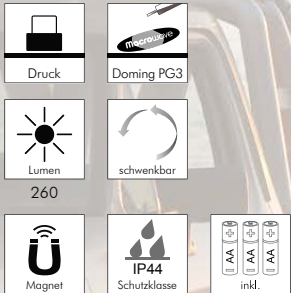 Druck
macrowave
Doming PG3
Lumen
schwenkbar
260
Magnet
IP44
Schutzklasse
AA AA AA
inkl.